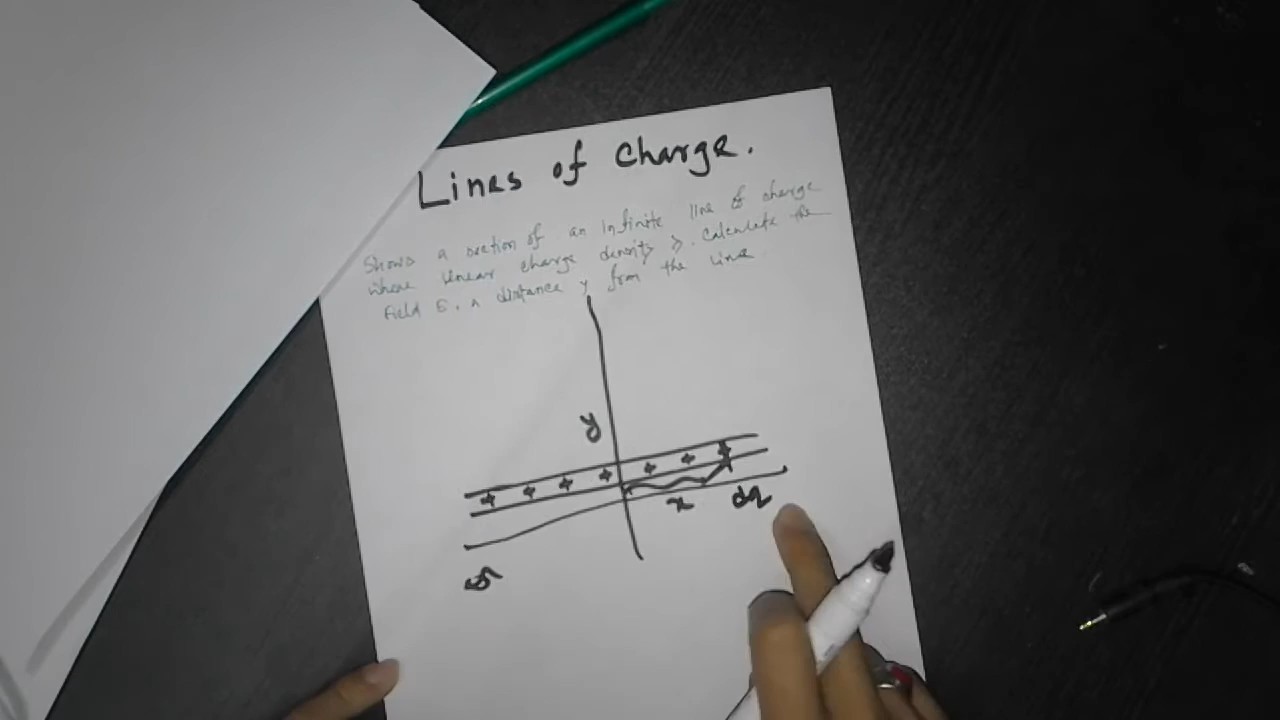 Lines of Charge.
Shows a section of an infinite line of charge
where linear charge density λ. Calculate the
field E. a distance y from the line
y
+ + + + + + +
x dq